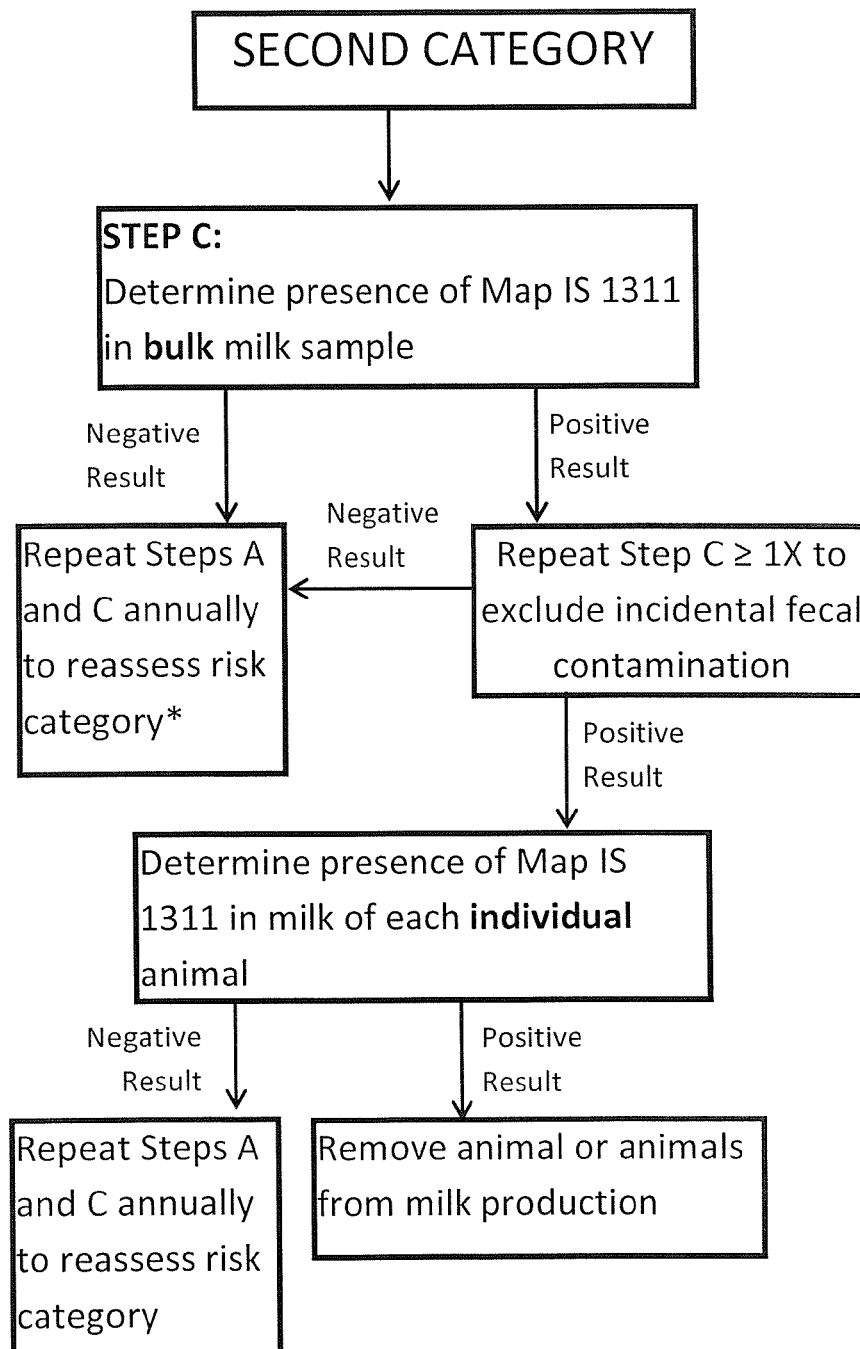 SECOND CATEGORY
STEP C:
Determine presence of Map IS 1311
in bulk milk sample
Negative
Result
Positive
Result
Negative
Result
Repeat Steps A
and C annually
to reassess risk
category*
Repeat Step C ≥ 1X to
exclude incidental fecal
contamination
Positive
Result
Determine presence of Map IS
1311 in milk of each individual
animal
Negative
Result
Positive
Result
Repeat Steps A
and C annually
to reassess risk
category
Remove animal or animals
from milk production